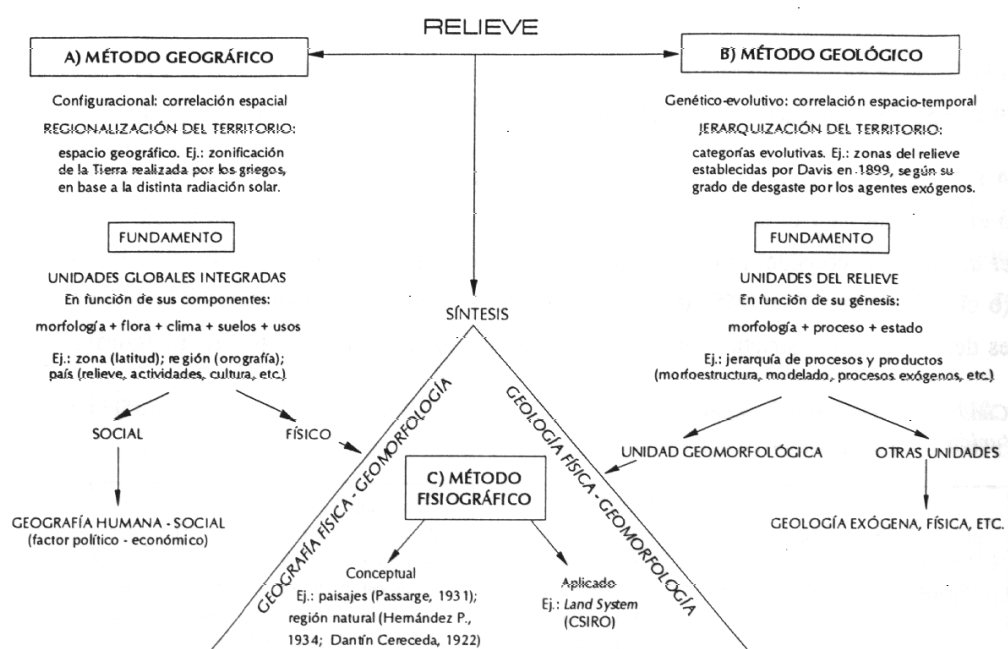 RELIEVE
A) MÉTODO GEOGRÁFICO
Configuracional: correlación espacial
REGIONALIZACIÓN DEL TERRITORIO:
espacio geográfico. Ej.: zonificación
de la Tierra realizada por los griegos,
en base a la distinta radiación solar.
FUNDAMENTO
UNIDADES GLOBALES INTEGRADAS
En función de sus componentes:
morfología + flora + clima + suelos + usos
Ej.: zona (latitud); región (orografía);
país (relieve, actividades, cultura, etc.)
SOCIAL
FÍSICO
GEOGRAFÍA HUMANA - SOCIAL
(factor político - económico)
B) MÉTODO GEOLÓGICO
Genético-evolutivo: correlación espacio-temporal
JERARQUIZACIÓN DEL TERRITORIO:
categorías evolutivas. Ej.: zonas del relieve
establecidas por Davis en 1899, según su
grado de desgaste por los agentes exógenos.
FUNDAMENTO
UNIDADES DEL RELIEVE
En función de su génesis:
morfología + proceso + estado
Ej.: jerarquía de procesos y productos
(morfoestructura, modelado, procesos exógenos, etc.)
UNIDAD GEOMORFOLÓGICA
OTRAS UNIDADES
GEOLOGÍA EXÓGENA, FÍSICA, ETC.
SÍNTESIS
GEOGRAFÍA FÍSICA - GEOMORFOLOGÍA
GEOLOGÍA FÍSICA - GEOMORFOLOGÍA
C) MÉTODO
FISIOGRÁFICO
Conceptual
Ej.: paisajes (Passarge, 1931);
región natural (Hernández P.,
1934; Dantín Cereceda, 1922)
Aplicado
Ej.: Land System
(CSIRO)